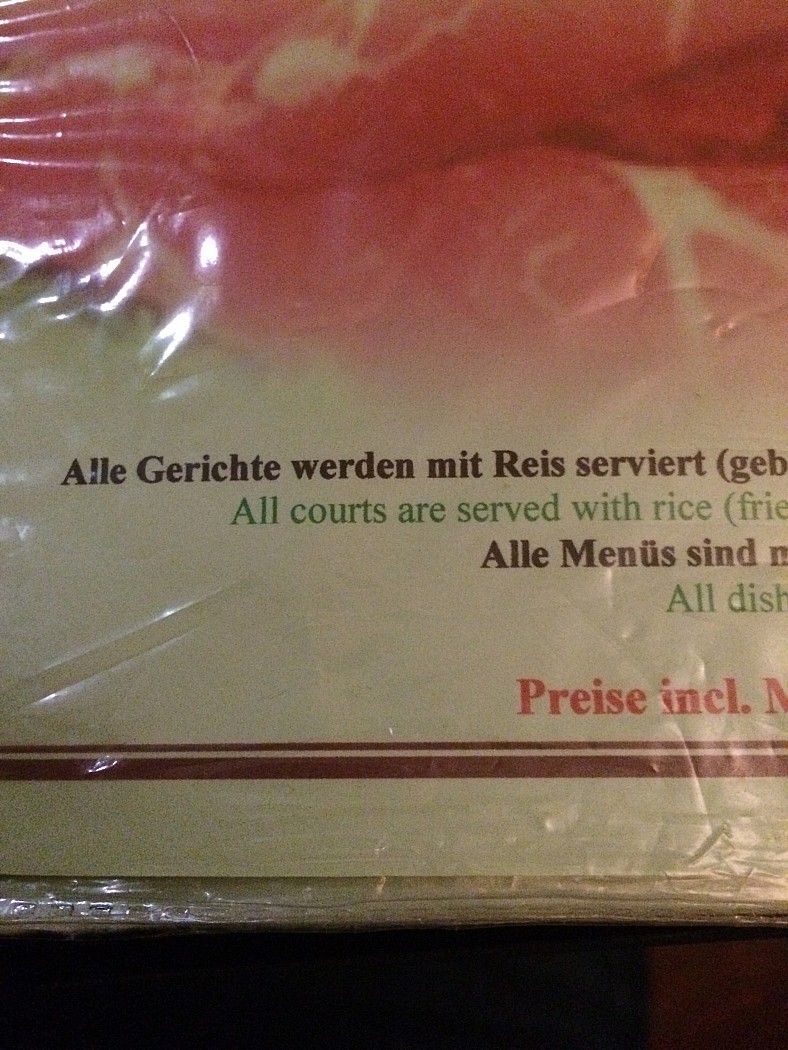 Alle Gerichte werden mit Reis serviert (geb
All courts are served with rice (frie
Alle Menüs sind m
All dish
Preise incl. M